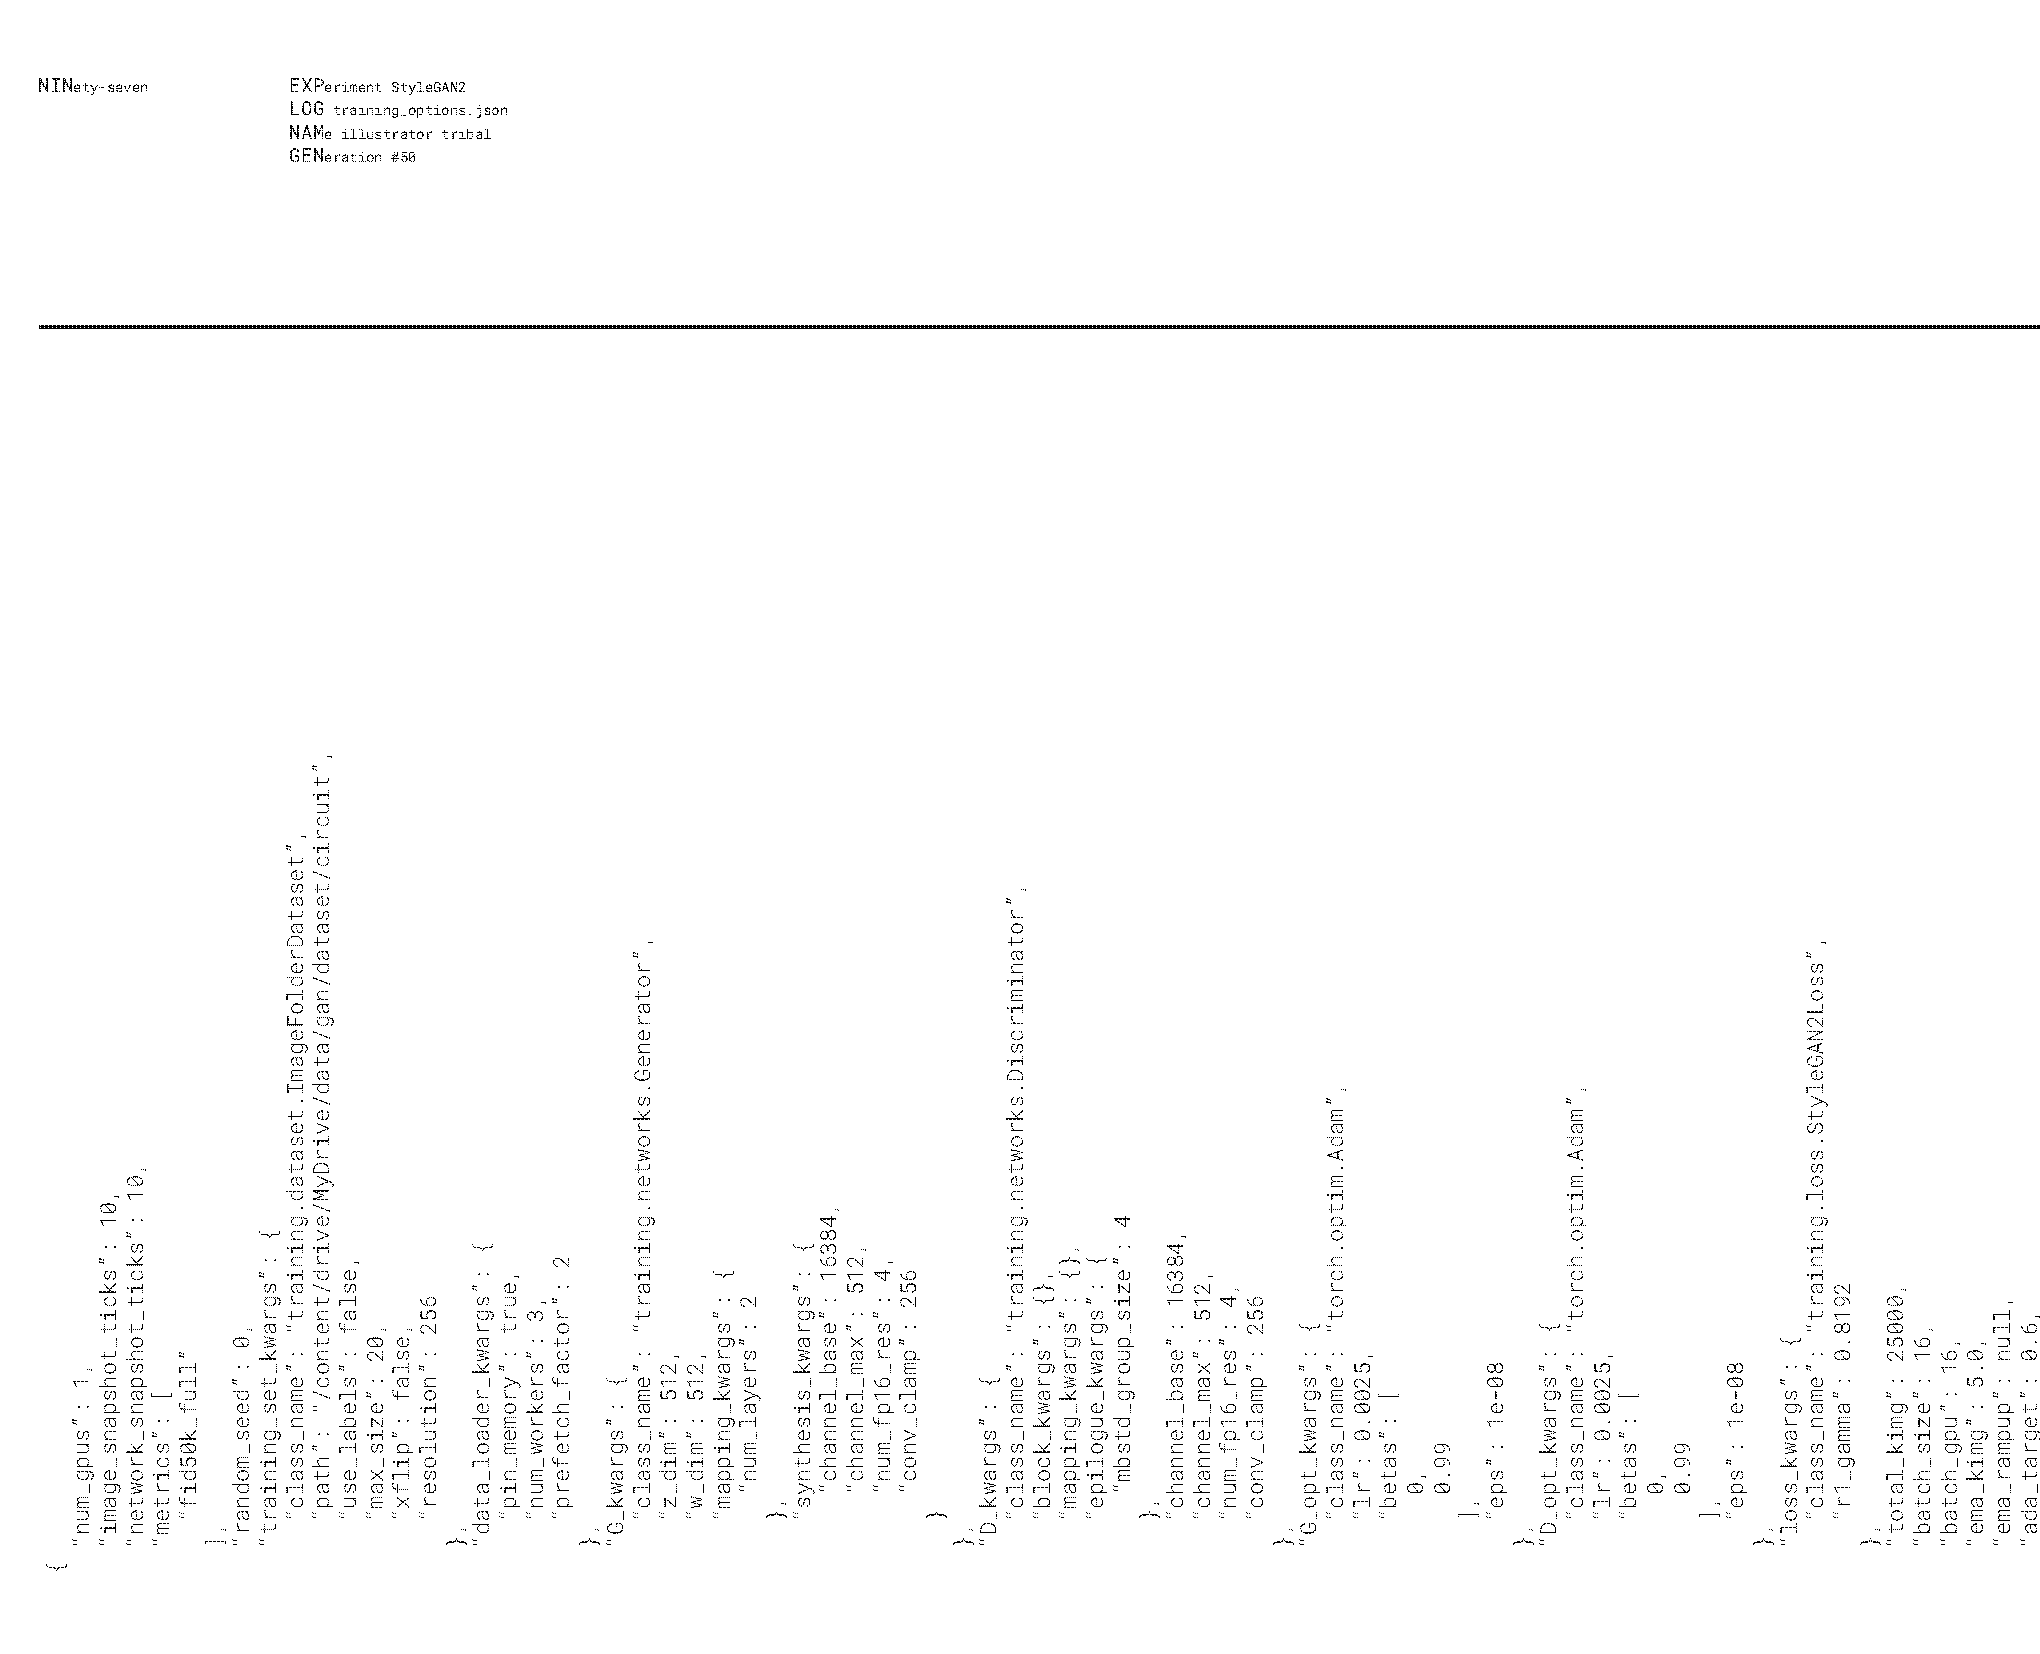 NINety-seven
EXPeriment StyleGAN2
LOG training_options.json
NAMe illustrator tribal
GENeration #50
{
"num_gpus": 1,
"image_snapshot_ticks": 10,
"network_snapshot_ticks": 10,
"metrics": [
"fid50k_full"
],
"random_seed": 0,
"training_set_kwargs": {
"class_name": "training.dataset.ImageFolderDataset",
"path": "/content/drive/MyDrive/data/gan/dataset/circuit",
"use_labels": false,
"max_size": 20,
"xflip": false,
"resolution": 256
},
"data_loader_kwargs": {
"pin_memory": true,
"num_workers": 3,
"prefetch_factor": 2
},
"G_kwargs": {
"class_name": "training.networks.Generator",
"z_dim": 512,
"w_dim": 512,
"mapping_kwargs": {
"num_layers": 2
},
"synthesis_kwargs": {
"channel_base": 16384,
"channel_max": 512,
"num_fp16_res": 4,
"conv_clamp": 256
}
},
"D_kwargs": {
"class_name": "training.networks.Discriminator",
"block_kwargs": {},
"mapping_kwargs": {},
"epilogue_kwargs": {
"mbstd_group_size": 4
},
"channel_base": 16384,
"channel_max": 512,
"num_fp16_res": 4,
"conv_clamp": 256
},
"G_opt_kwargs": {
"class_name": "torch.optim.Adam",
"lr": 0.0025,
"betas": [
0,
0.99
],
"eps": 1e-08
},
"D_opt_kwargs": {
"class_name": "torch.optim.Adam",
"lr": 0.0025,
"betas": [
0,
0.99
],
"eps": 1e-08
},
"loss_kwargs": {
"class_name": "training.loss.StyleGAN2Loss",
"r1_gamma": 0.8192
},
"total_kimg": 25000,
"batch_size": 16,
"batch_gpu": 16,
"ema_kimg": 5.0,
"ema_rampup": null,
"ada_target": 0.6,